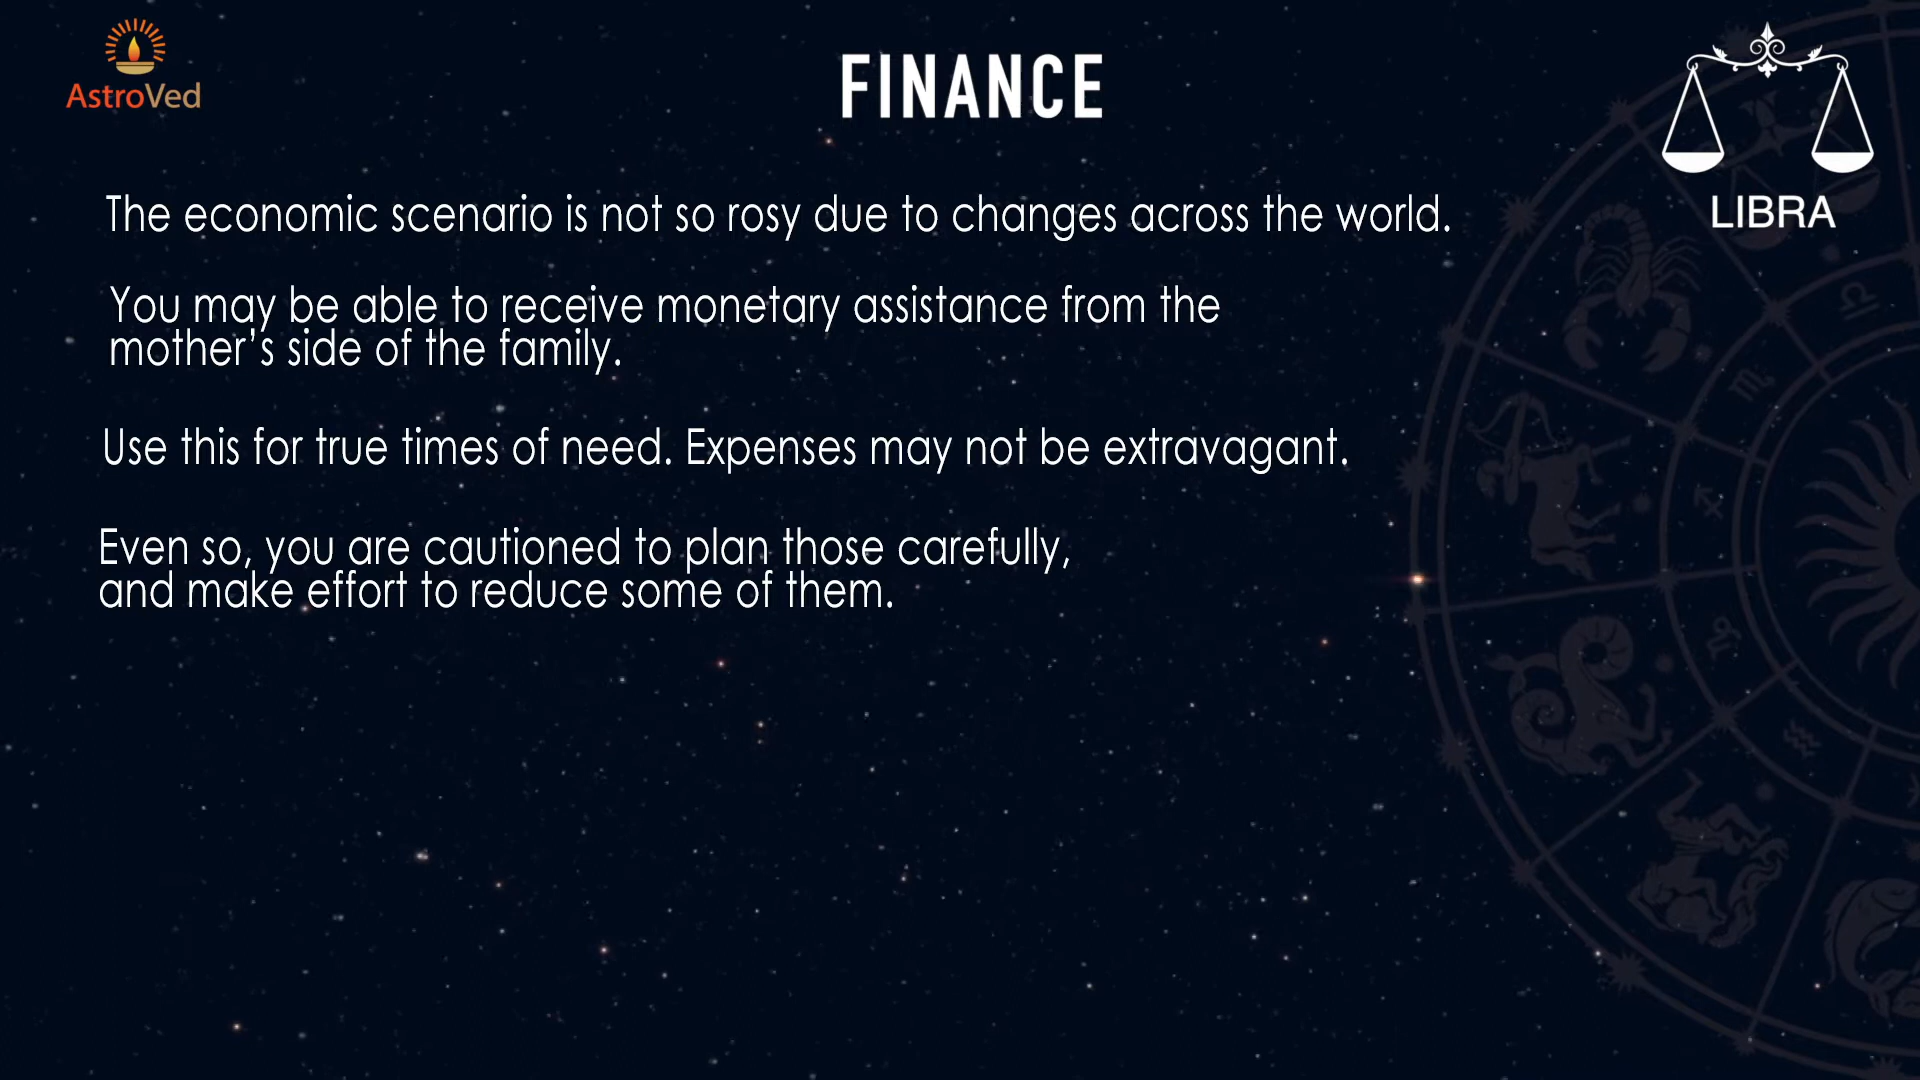 AstroVed
FINANCE
LIBRA
The economic scenario is not so rosy due to changes across the world.
You may be able to receive monetary assistance from the
mother's side of the family.
Use this for true times of need. Expenses may not be extravagant.
Even so, you are cautioned to plan those carefully,
and make effort to reduce some of them.